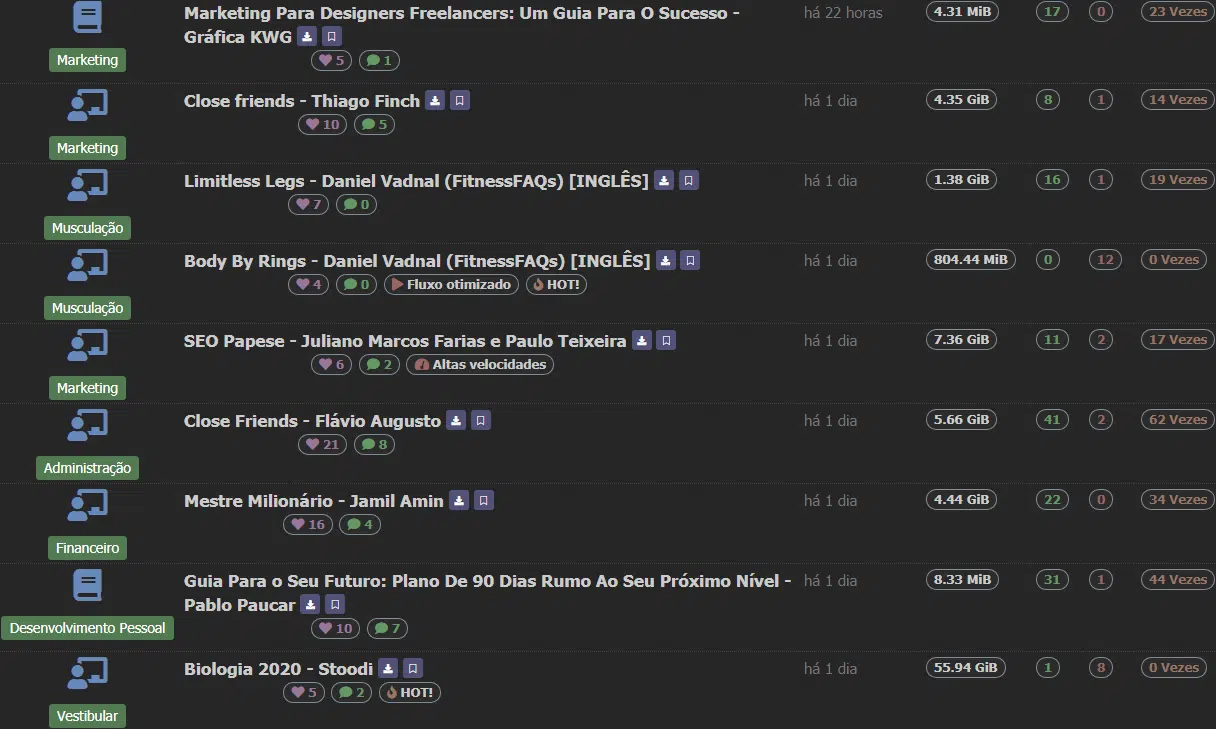 Marketing Para Designers Freelancers: Um Guia Para O Sucesso - há 22 horas 4.31 MiB 17 0 23 Vezes
Gráfica KWG
Marketing 5 1
Close friends - Thiago Finch há 1 dia 4.35 GiB 8 1 14 Vezes
10 5
Marketing
Limitless Legs - Daniel Vadnal (FitnessFAQs) [INGLÊS] há 1 dia 1.38 GiB 16 1 19 Vezes
7 0
Musculação
Body By Rings - Daniel Vadnal (FitnessFAQs) [INGLÊS] há 1 dia 804.44 MiB 0 12 0 Vezes
4 0 Fluxo otimizado HOT!
Musculação
SEO Papese - Juliano Marcos Farias e Paulo Teixeira há 1 dia 7.36 GiB 11 2 17 Vezes
6 2 Altas velocidades
Marketing
Close Friends - Flávio Augusto há 1 dia 5.66 GiB 41 2 62 Vezes
21 8
Administração
Mestre Milionário - Jamil Amin há 1 dia 4.44 GiB 22 0 34 Vezes
16 4
Financeiro
Guia Para o Seu Futuro: Plano De 90 Dias Rumo Ao Seu Próximo Nível - há 1 dia 8.33 MiB 31 1 44 Vezes
Pablo Paucar
Desenvolvimento Pessoal 10 7
Biologia 2020 - Stoodi há 1 dia 55.94 GiB 1 8 0 Vezes
5 2 HOT!
Vestibular